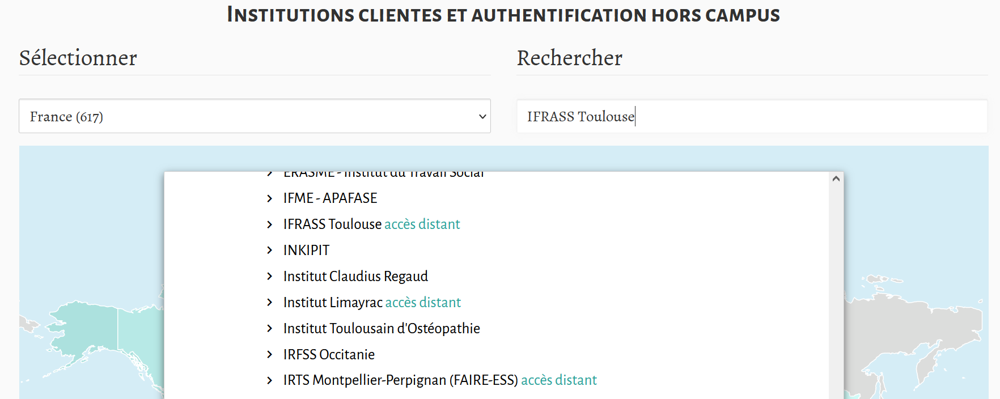 Institutions clientes et authentification hors campus
Sélectionner
Rechercher
France (617)
IFRASS Toulouse
ERASME - Institut du Travail Social
IFME - APAFASE
IFRASS Toulouse accès distant
INKIPIT
Institut Claudius Regaud
Institut Limayrac accès distant
Institut Toulousain d'Ostéopathie
IRFSS Occitanie
IRTS Montpellier-Perpignan (FAIRE-ESS) accès distant